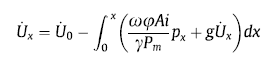 U̇ₓ = U̇₀ − ∫₀ˣ (ωφAi / γPₘ pₓ + gU̇ₓ) dx